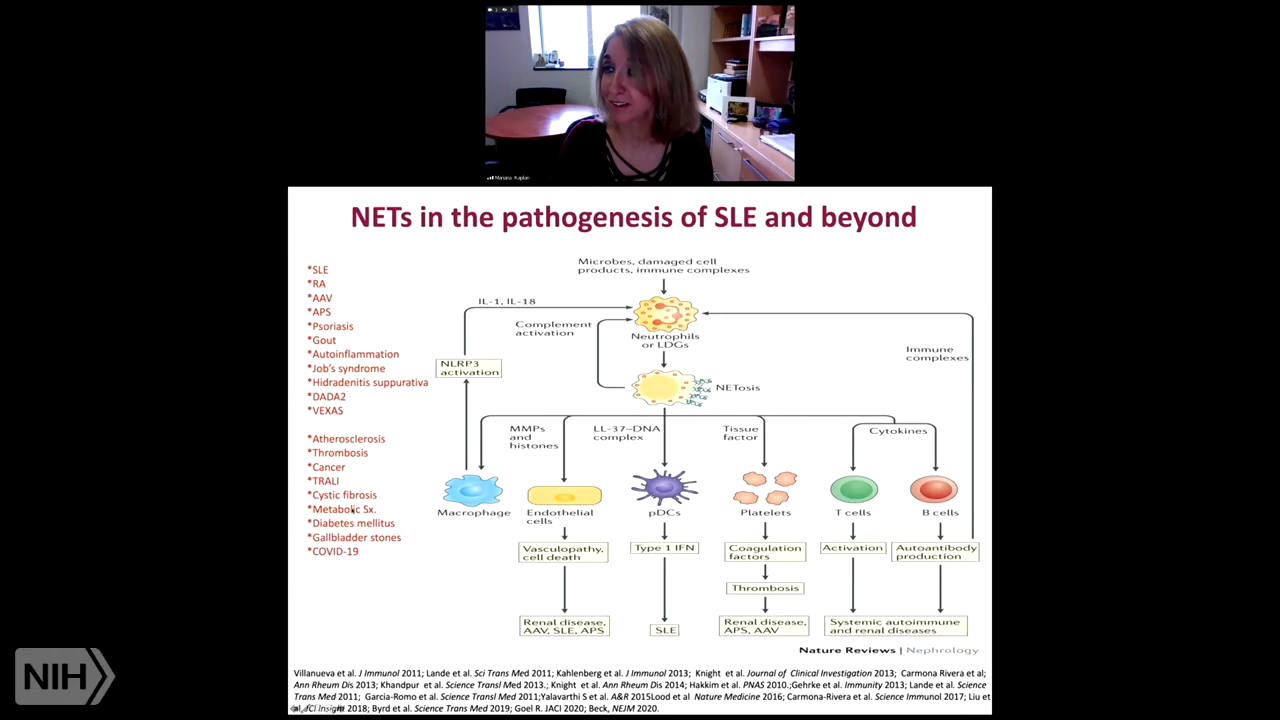 Mariana Kaplan
NETs in the pathogenesis of SLE and beyond
*SLE
*RA
*AAV
*APS
*Psoriasis
*Gout
*Autoinflammation
*Job's syndrome
*Hidradenitis suppurativa
*DADA2
*VEXAS
*Atherosclerosis
*Thrombosis
*Cancer
*TRALI
*Cystic fibrosis
*Metabolic Sx.
*Diabetes mellitus
*Gallbladder stones
*COVID-19
Microbes, damaged cell
products, immune complexes
IL-1, IL-18
Complement
activation
Neutrophils
or LDGs
Immune
complexes
NLRP3
activation
NETosis
MMPs
and
histones
LL-37–DNA
complex
Tissue
factor
Cytokines
Macrophage
Endothelial
cells
pDCs
Platelets
T cells
B cells
Vasculopathy,
cell death
Type 1 IFN
Coagulation
factors
Activation
Autoantibody
production
Thrombosis
Renal disease,
AAV, SLE, APS
SLE
Renal disease,
APS, AAV
Systemic autoimmune
and renal diseases
Nature Reviews | Nephrology
NIH
Villanueva et al. J Immunol 2011; Lande et al. Sci Trans Med 2011; Kahlenberg et al. J Immunol 2013; Knight et al. Journal of Clinical Investigation 2013; Carmona Rivera et al;
Ann Rheum Dis 2013; Khandpur et al. Science Transl Med 2013.; Knight et al. Ann Rheum Dis 2014; Hakkim et al. PNAS 2010.;Gehrke et al. Immunity 2013; Lande et al. Science
Trans Med 2011; Garcia-Romo et al. Science Transl Med 2011;Yalavarthi S et al. A&R 2015Lood et al Nature Medicine 2016; Carmona-Rivera et al. Science Immunol 2017; Liu et
al, JCI Insight 2018; Byrd et al. Science Trans Med 2019; Goel R. JACI 2020; Beck, NEJM 2020.